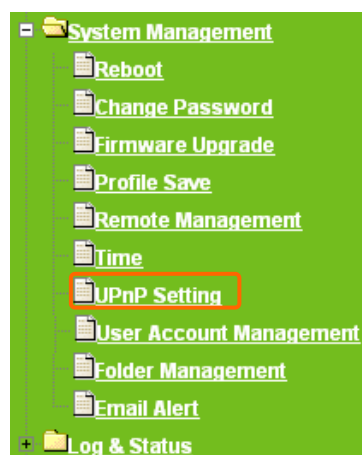 System Management
Reboot
Change Password
Firmware Upgrade
Profile Save
Remote Management
Time
UPnP Setting
User Account Management
Folder Management
Email Alert
Log & Status